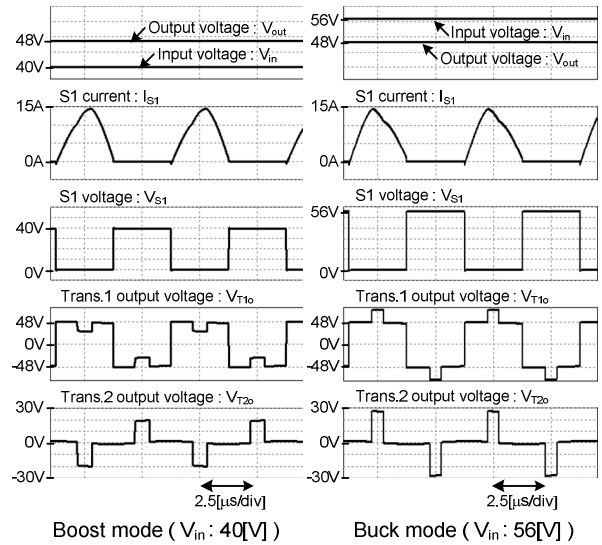 48V
Output voltage : Vout
Input voltage : Vin
40V
S1 current : IS1
15A
0A
S1 voltage : VS1
40V
0V
Trans.1 output voltage : VT1o
48V
0V
-48V
Trans.2 output voltage : VT2o
30V
0V
-30V
2.5[μs/div]
Boost mode ( Vin : 40[V] )
56V
Input voltage : Vin
48V
Output voltage : Vout
S1 current : IS1
15A
0A
S1 voltage : VS1
56V
0V
Trans.1 output voltage : VT1o
48V
0V
-48V
Trans.2 output voltage : VT2o
30V
0V
-30V
2.5[μs/div]
Buck mode ( Vin : 56[V] )